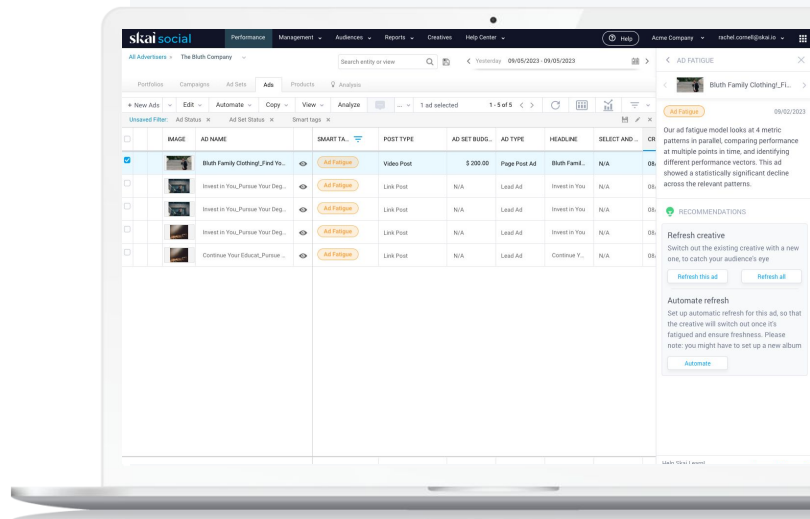 skai social Performance Management Audiences Reports Creatives Help Center Help Acme Company rachel.cornell@skai.io
All Advertisers > The Bluth Company
Search entity or view
Yesterday 09/05/2023 - 09/05/2023
Portfolios Campaigns Ad Sets Ads Products Analysis
+ New Ads Edit Automate Copy View Analyze ... 1 ad selected 1 - 5 of 5
Unsaved Filter: Ad Status × Ad Set Status × Smart tags ×
IMAGE AD NAME SMART TA... POST TYPE AD SET BUDG... AD TYPE HEADLINE SELECT AND ... CR
Bluth Family Clothing!_Find Yo... Ad Fatigue Video Post $ 200.00 Page Post Ad Bluth Famil... N/A 08/
Invest in You_Pursue Your Deg... Ad Fatigue Link Post N/A Lead Ad Invest in You N/A 08/
Invest in You_Pursue Your Deg... Ad Fatigue Link Post N/A Lead Ad Invest in You N/A 08/
Invest in You_Pursue Your Deg... Ad Fatigue Link Post N/A Lead Ad Invest in You N/A 08/
Continue Your Educat_Pursue ... Ad Fatigue Link Post N/A Lead Ad Continue Y... N/A 08/
AD FATIGUE
Bluth Family Clothing!_Fi...
Ad Fatigue 09/02/2023
Our ad fatigue model looks at 4 metric
patterns in parallel, comparing performance
at multiple points in time, and identifying
different performance vectors. This ad
showed a statistically significant decline
across the relevant patterns.
RECOMMENDATIONS
Refresh creative
Switch out the existing creative with a new
one, to catch your audience's eye
Refresh this ad Refresh all
Automate refresh
Set up automatic refresh for this ad, so that
the creative will switch out once it's
fatigued and ensure freshness. Please
note: you might have to set up a new album
Automate
Help Skai Learn!